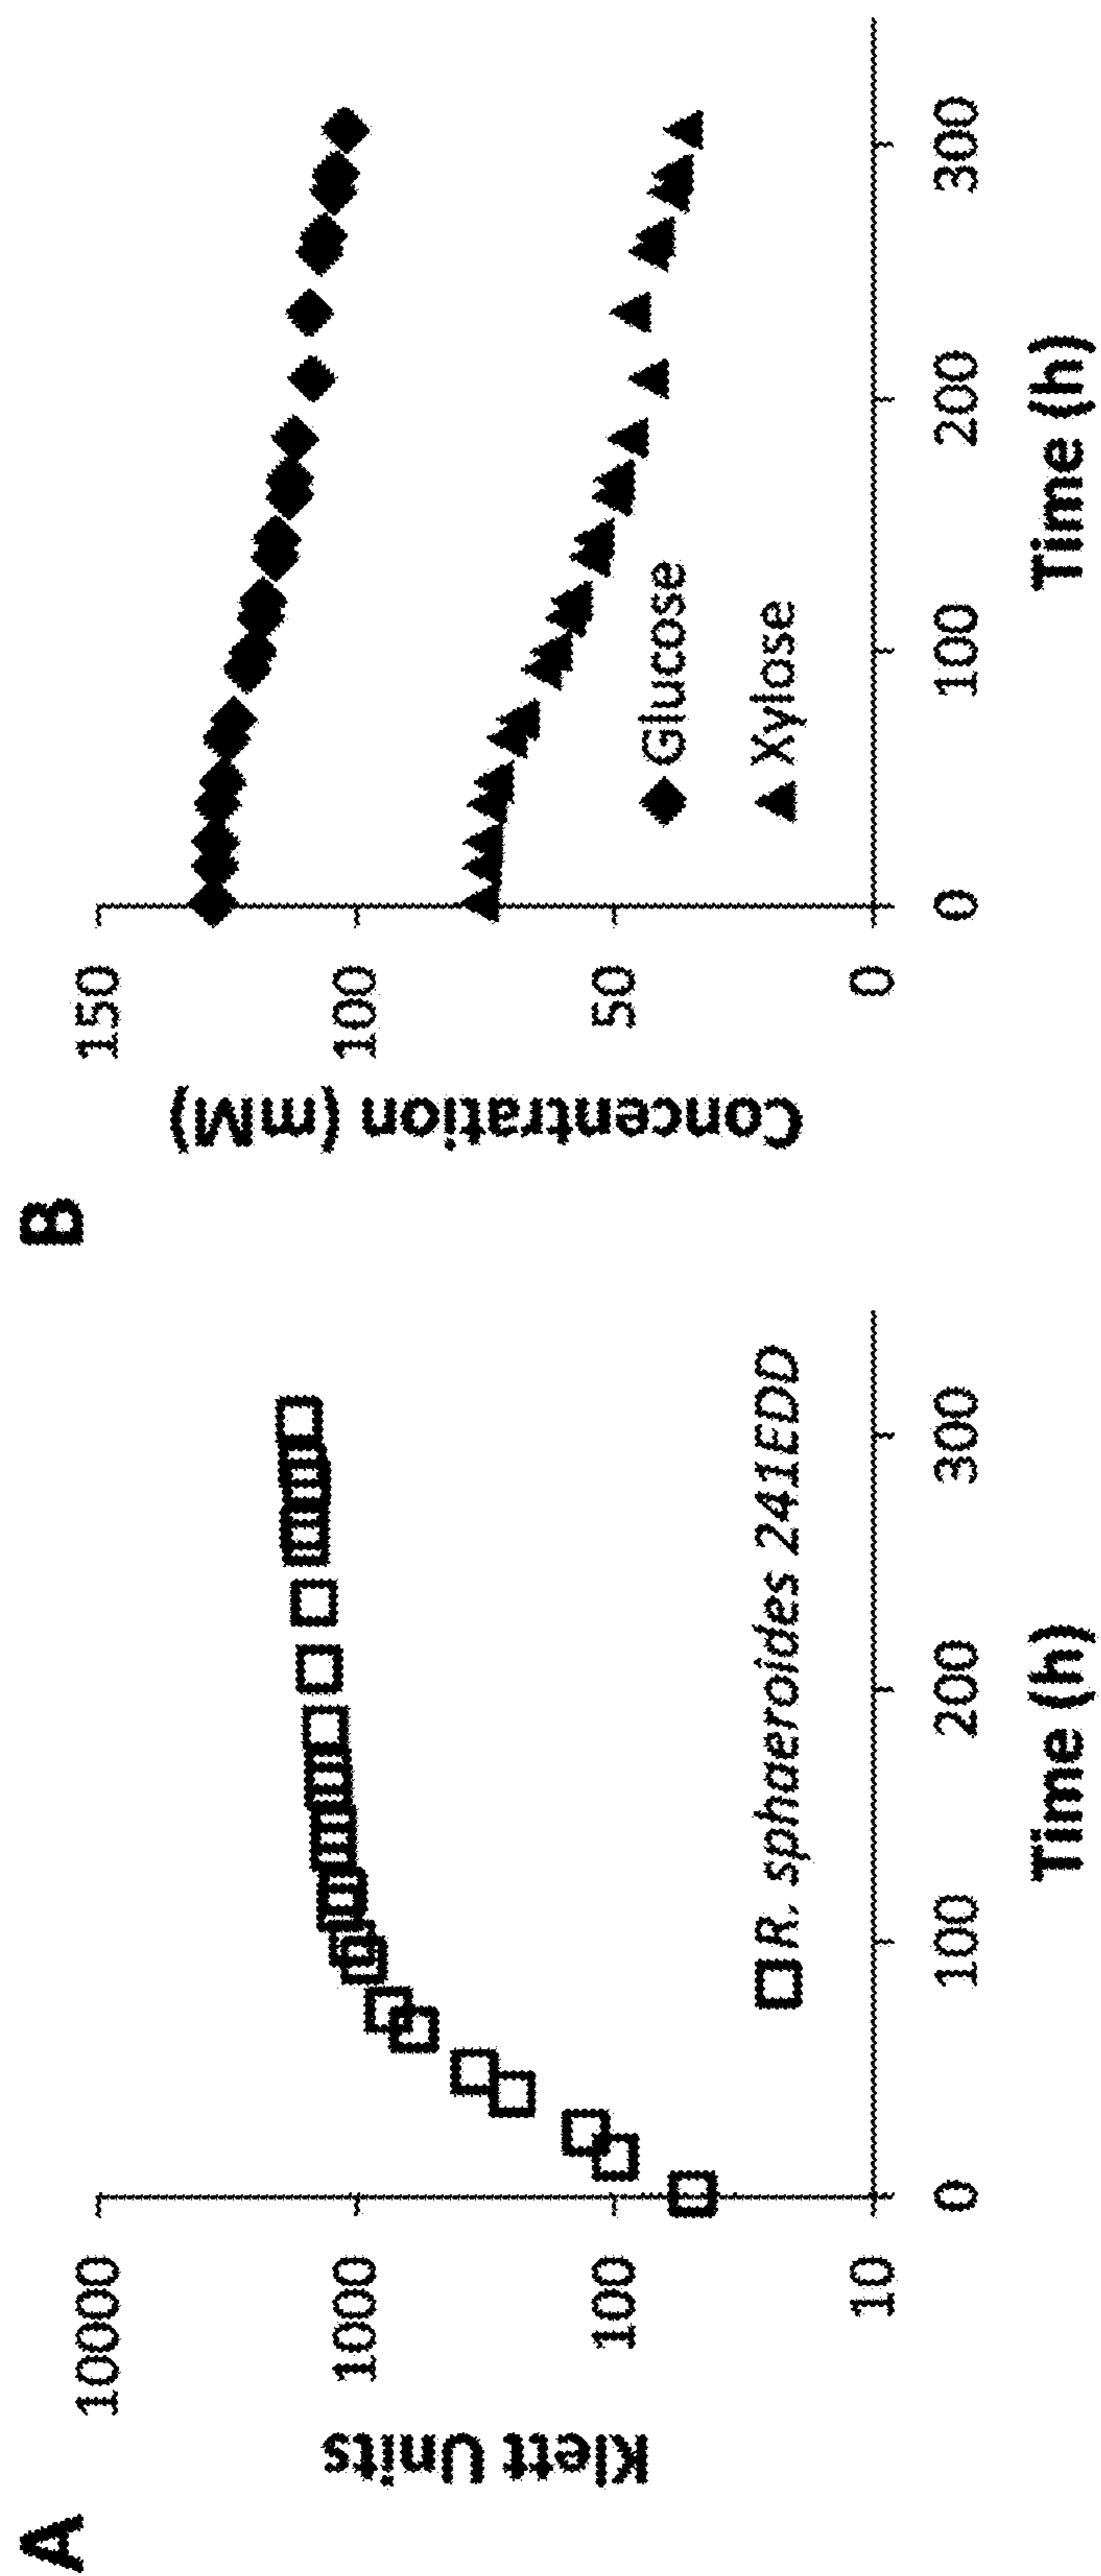 A
Klett Units
10000
1000
100
10
0
100
200
300
Time (h)
R. sphaeroides 241EDD
B
Concentration (mM)
150
100
50
0
0
100
200
300
Time (h)
Glucose
Xylose